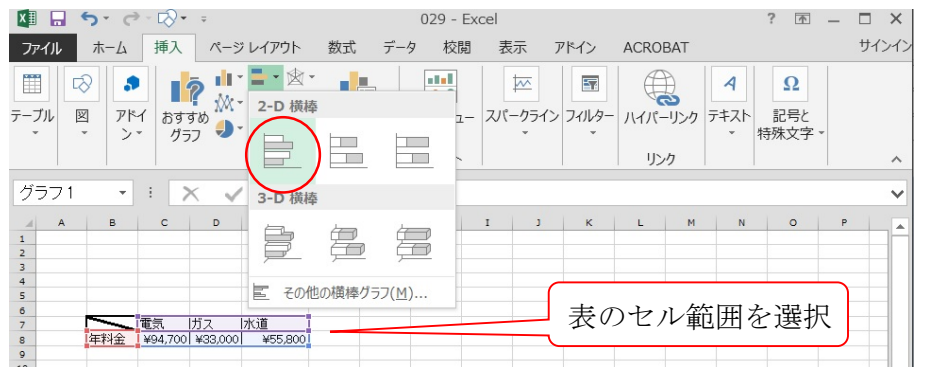 029 - Excel
?
ファイル ホーム 挿入 ページ レイアウト 数式 データ 校閲 表示 アドイン ACROBAT サインイン
テーブル 図 アドイン おすすめグラフ スパークライン フィルター ハイパーリンク テキスト 記号と特殊文字
リンク
2-D 横棒
3-D 横棒
その他の横棒グラフ(M)...
グラフ 1
A B C D I J K L M N O P
1
2
3
4
5
6
7 電気 ガス 水道
8 年料金 ¥94,700 ¥33,000 ¥55,800
9
表のセル範囲を選択